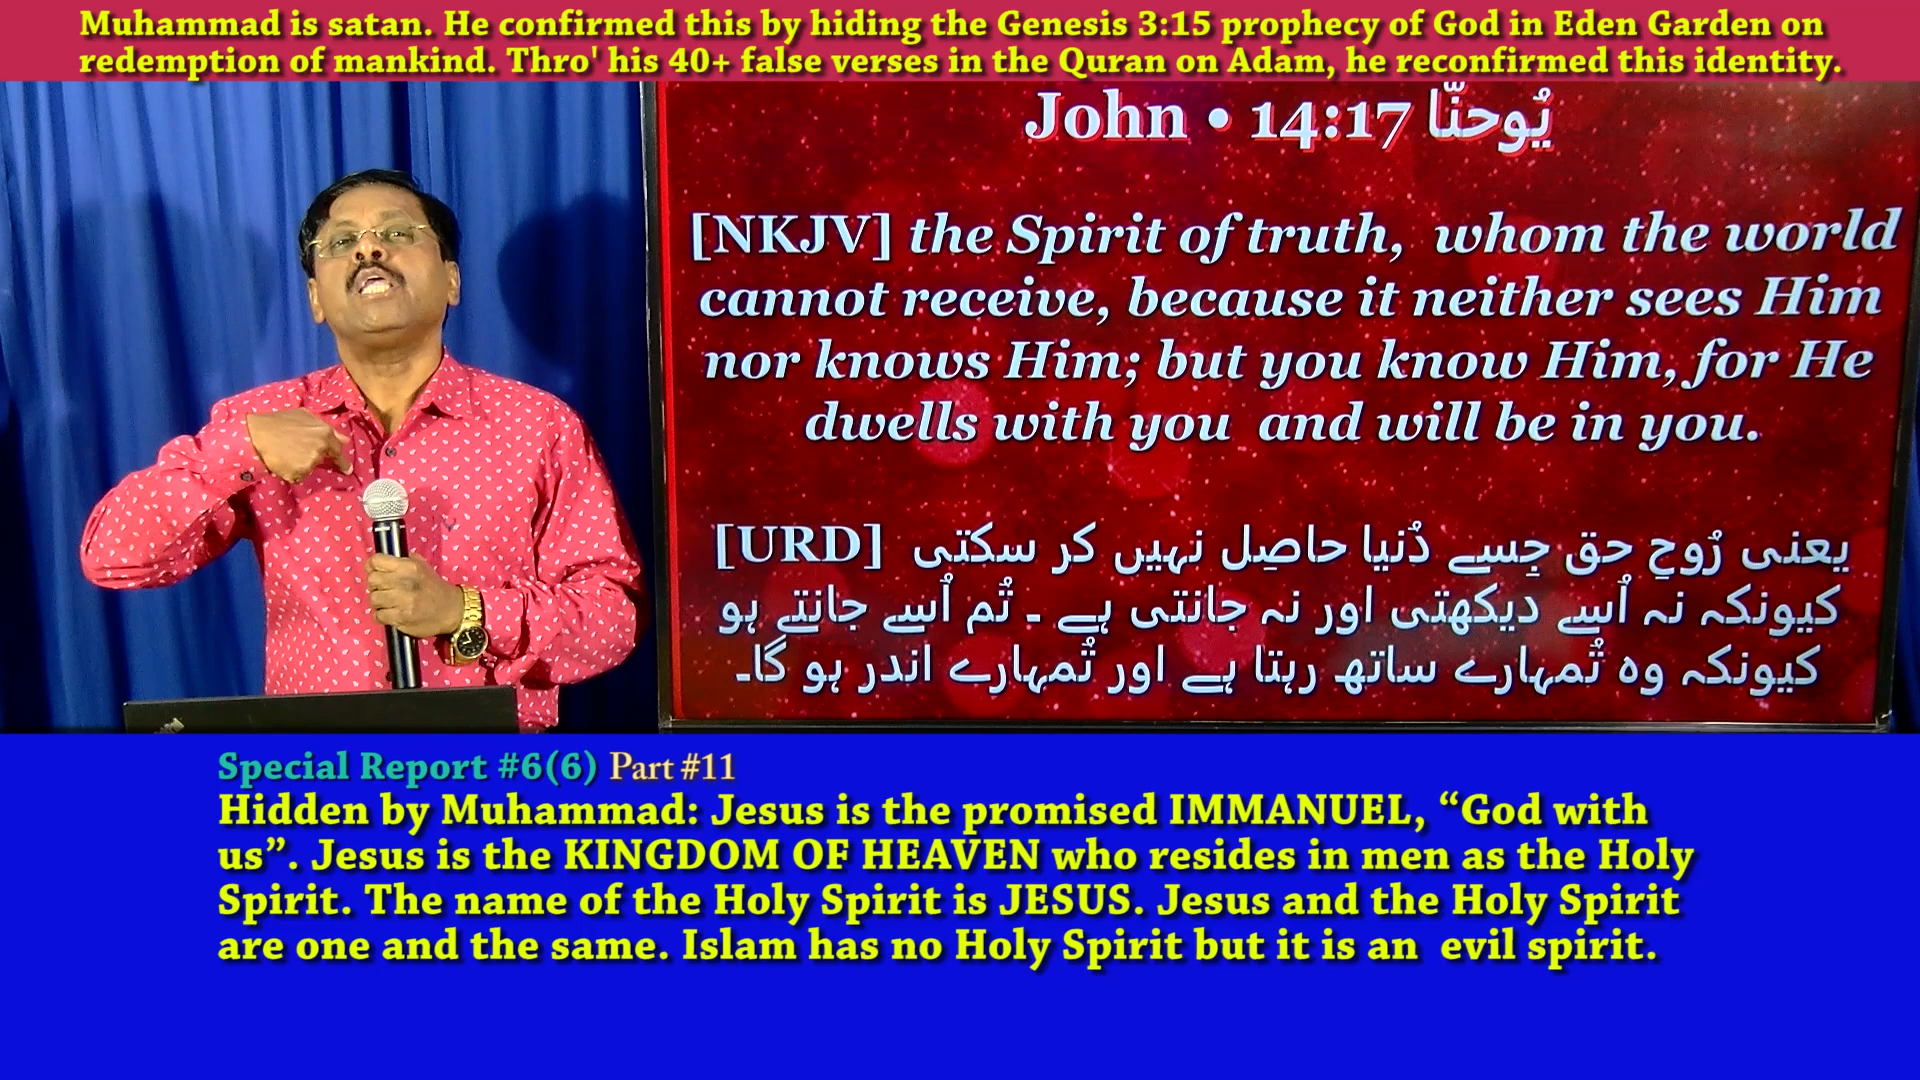 Muhammad is satan. He confirmed this by hiding the Genesis 3:15 prophecy of God in Eden Garden on
redemption of mankind. Thro' his 40+ false verses in the Quran on Adam, he reconfirmed this identity.
John • 14:17 يُوحنّا
[NKJV] the Spirit of truth, whom the world
cannot receive, because it neither sees Him
nor knows Him; but you know Him, for He
dwells with you and will be in you.
[URD] یعنی رُوحِ حق جِسے دُنیا حاصِل نہیں کر سکتی
کیونکہ نہ اُسے دیکھتی اور نہ جانتی ہے ۔ تُم اُسے جانتے ہو
کیونکہ وہ تُمہارے ساتھ رہتا ہے اور تُمہارے اندر ہو گا۔
Special Report #6(6) Part #11
Hidden by Muhammad: Jesus is the promised IMMANUEL, “God with
us”. Jesus is the KINGDOM OF HEAVEN who resides in men as the Holy
Spirit. The name of the Holy Spirit is JESUS. Jesus and the Holy Spirit
are one and the same. Islam has no Holy Spirit but it is an evil spirit.